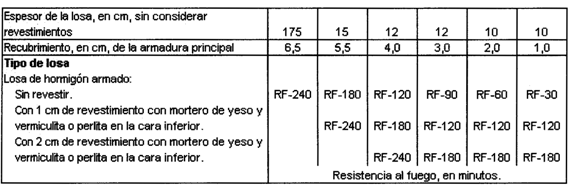 Espesor de la losa, en cm, sin considerar
revestimientos 175 15 12 12 10 10
Recubrimiento, en cm, de la armadura principal 6,5 5,5 4,0 3,0 2,0 1,0
Tipo de losa
Losa de hormigón armado:
Sin revestir. RF-240 RF-180 RF-120 RF-90 RF-60 RF-30
Con 1 cm de revestimiento con mortero de yeso y
vermiculita o perlita en la cara inferior. RF-240 RF-180 RF-120 RF-120 RF-120
Con 2 cm de revestimiento con mortero de yeso y
vermiculita o perlita en la cara inferior. RF-240 RF-180 RF-180 RF-180
Resistencia al fuego, en minutos.